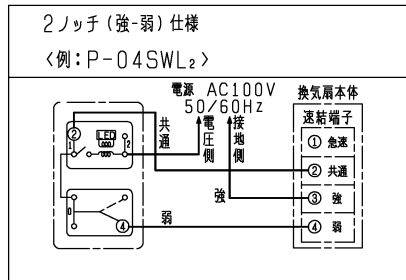 2ノッチ(強-弱)仕様
〈例:P-04SWL₂〉
電源 AC100V
50/60Hz
換気扇本体
速結端子
① 急速
② 共通
③ 強
④ 弱
共通
電圧側
接地側
強
弱
②
LED
1
2
0
④